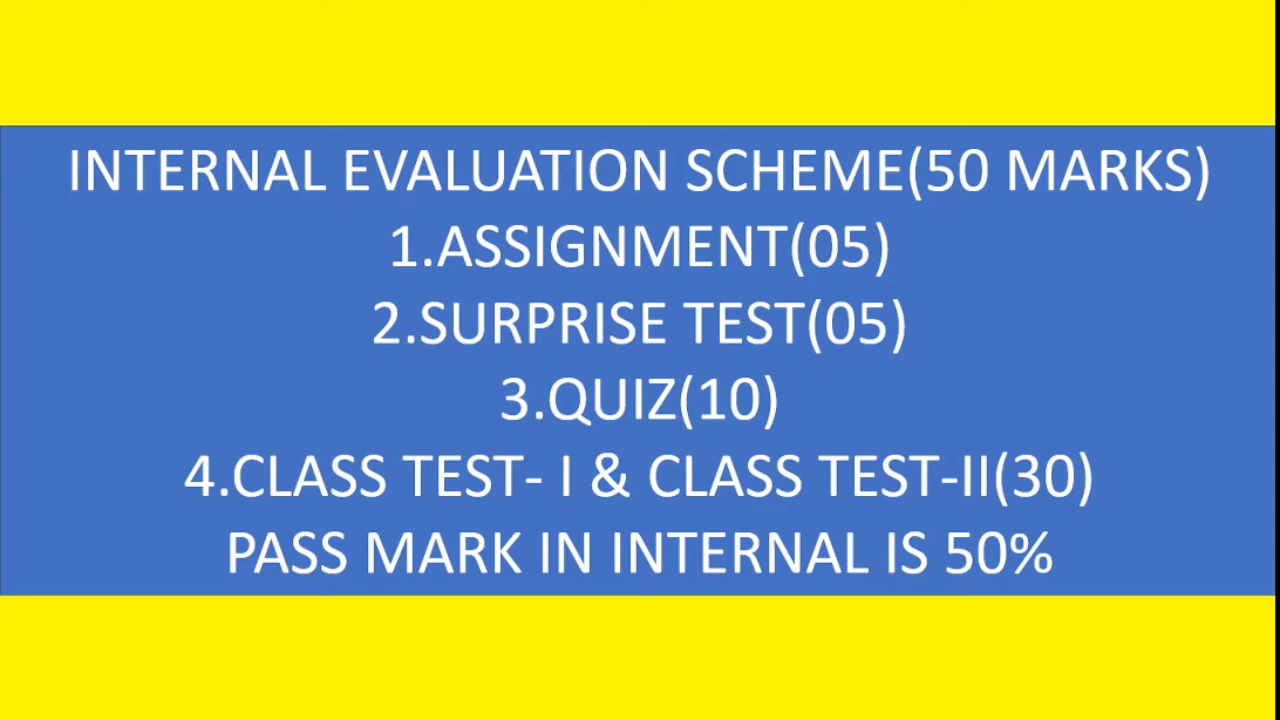 INTERNAL EVALUATION SCHEME(50 MARKS)
1.ASSIGNMENT(05)
2.SURPRISE TEST(05)
3.QUIZ(10)
4.CLASS TEST- I & CLASS TEST-II(30)
PASS MARK IN INTERNAL IS 50%